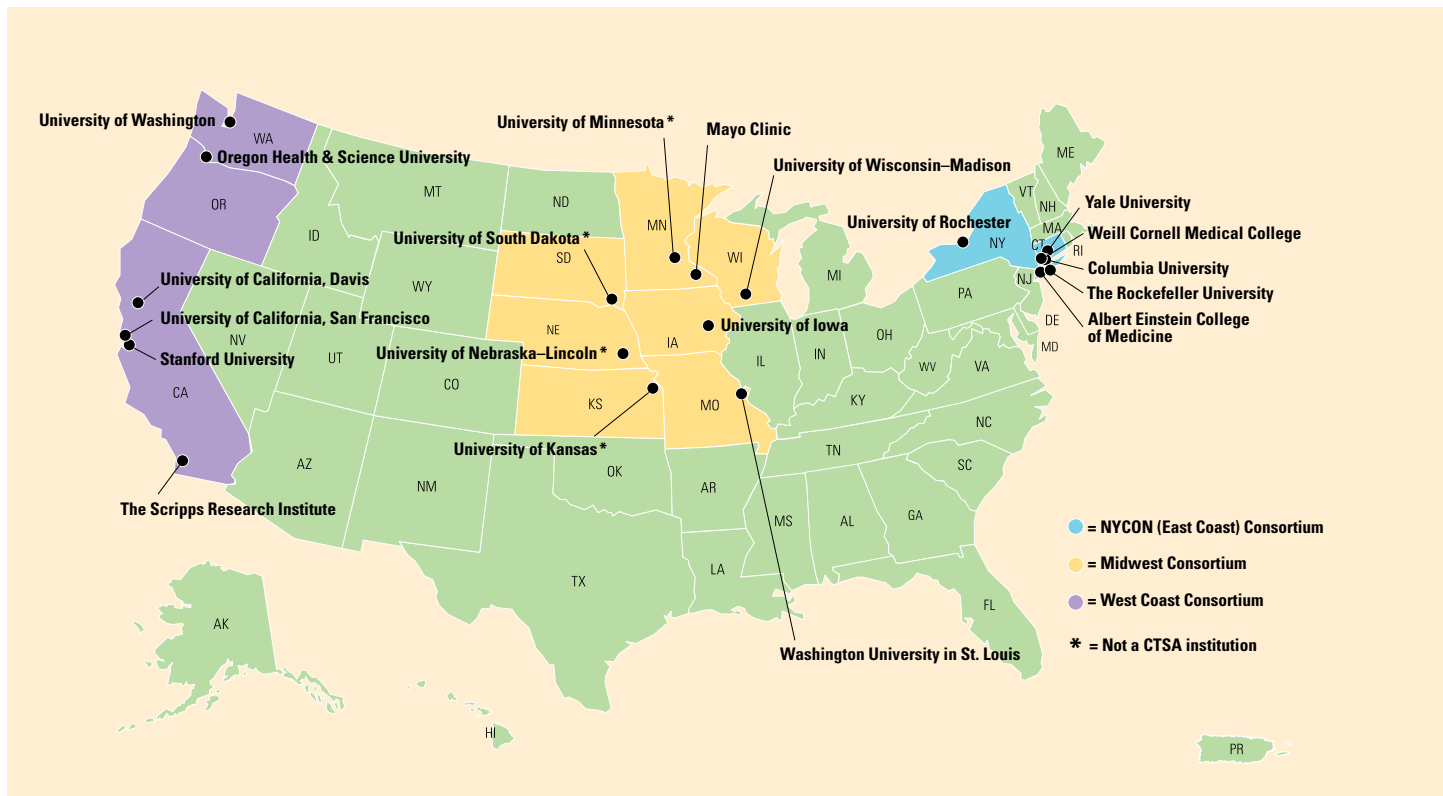 University of Washington
WA
Oregon Health & Science University
OR
MT
ID
ND
University of Minnesota *
Mayo Clinic
University of Wisconsin–Madison
MN
WI
University of South Dakota *
SD
WY
University of California, Davis
University of California, San Francisco
Stanford University
NV
UT
CO
CA
NE
University of Nebraska–Lincoln *
IA
University of Iowa
KS
MO
University of Kansas *
The Scripps Research Institute
AZ
NM
OK
AR
TX
LA
MS
AL
GA
FL
SC
NC
TN
KY
VA
WV
OH
IN
IL
MI
PA
NJ
DE
MD
University of Rochester
NY
CT
RI
MA
VT
NH
ME
Yale University
Weill Cornell Medical College
Columbia University
The Rockefeller University
Albert Einstein College
of Medicine
Washington University in St. Louis
AK
HI
PR
= NYCON (East Coast) Consortium
= Midwest Consortium
= West Coast Consortium
* = Not a CTSA institution